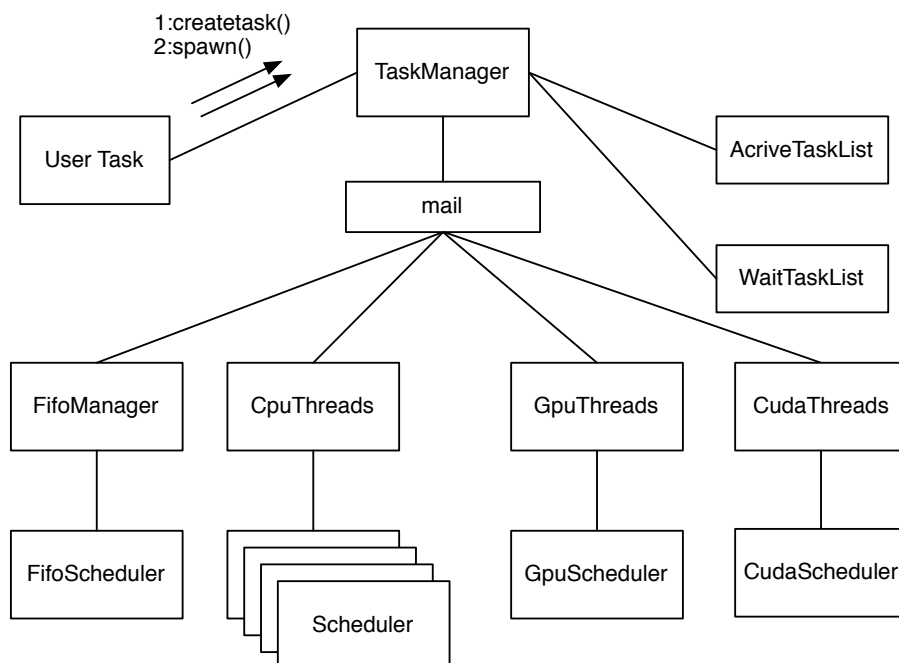 1:createtask()
2:spawn()
TaskManager
User Task
AcriveTaskList
mail
WaitTaskList
FifoManager
CpuThreads
GpuThreads
CudaThreads
FifoScheduler
GpuScheduler
CudaScheduler
Scheduler